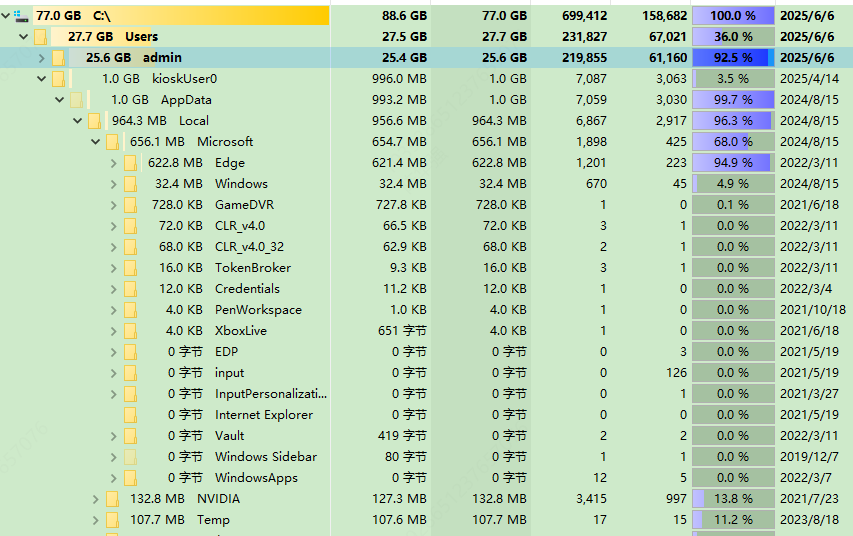 77.0 GB C:\ 88.6 GB 77.0 GB 699,412 158,682 100.0 % 2025/6/6
27.7 GB Users 27.5 GB 27.7 GB 231,827 67,021 36.0 % 2025/6/6
25.6 GB admin 25.4 GB 25.6 GB 219,855 61,160 92.5 % 2025/6/6
1.0 GB kioskUser0 996.0 MB 1.0 GB 7,087 3,063 3.5 % 2025/4/14
1.0 GB AppData 993.2 MB 1.0 GB 7,059 3,030 99.7 % 2024/8/15
964.3 MB Local 956.6 MB 964.3 MB 6,867 2,917 96.3 % 2024/8/15
656.1 MB Microsoft 654.7 MB 656.1 MB 1,898 425 68.0 % 2024/8/15
622.8 MB Edge 621.4 MB 622.8 MB 1,201 223 94.9 % 2022/3/11
32.4 MB Windows 32.4 MB 32.4 MB 670 45 4.9 % 2024/8/15
728.0 KB GameDVR 727.8 KB 728.0 KB 1 0 0.1 % 2021/6/18
72.0 KB CLR_v4.0 66.5 KB 72.0 KB 3 1 0.0 % 2022/3/11
68.0 KB CLR_v4.0_32 62.9 KB 68.0 KB 2 1 0.0 % 2022/3/11
16.0 KB TokenBroker 9.3 KB 16.0 KB 3 1 0.0 % 2022/3/11
12.0 KB Credentials 11.2 KB 12.0 KB 1 0 0.0 % 2022/3/4
4.0 KB PenWorkspace 1.0 KB 4.0 KB 1 0 0.0 % 2021/10/18
4.0 KB XboxLive 651 字节 4.0 KB 1 0 0.0 % 2021/6/18
0 字节 EDP 0 字节 0 字节 0 3 0.0 % 2021/5/19
0 字节 input 0 字节 0 字节 0 126 0.0 % 2021/5/19
0 字节 InputPersonalizati... 0 字节 0 字节 0 1 0.0 % 2021/3/27
0 字节 Internet Explorer 0 字节 0 字节 0 0 0.0 % 2021/5/19
0 字节 Vault 419 字节 0 字节 2 2 0.0 % 2022/3/11
0 字节 Windows Sidebar 80 字节 0 字节 1 1 0.0 % 2019/12/7
0 字节 WindowsApps 0 字节 0 字节 12 5 0.0 % 2022/3/7
132.8 MB NVIDIA 127.3 MB 132.8 MB 3,415 997 13.8 % 2021/7/23
107.7 MB Temp 107.6 MB 107.7 MB 17 15 11.2 % 2023/8/18